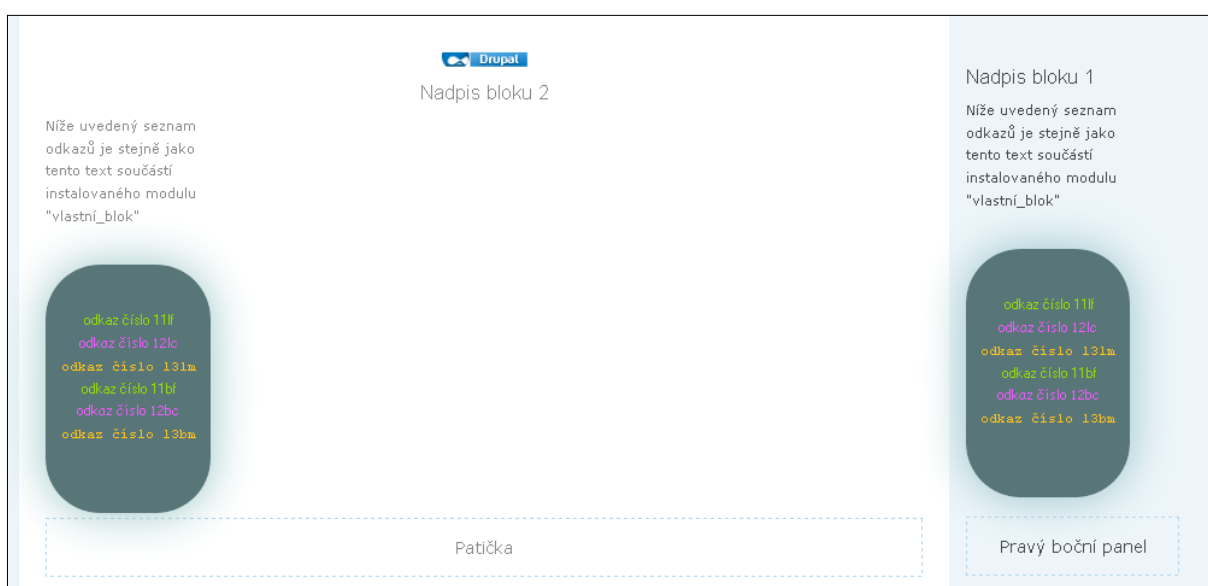 Drupal
Nadpis bloku 2
Níže uvedený seznam
odkazů je stejně jako
tento text součástí
instalovaného modulu
"vlastní_blok"
odkaz číslo 11lf
odkaz číslo 12lc
odkaz číslo 13lm
odkaz číslo 11bf
odkaz číslo 12bc
odkaz číslo 13bm
Patička
Nadpis bloku 1
Níže uvedený seznam
odkazů je stejně jako
tento text součástí
instalovaného modulu
"vlastní_blok"
odkaz číslo 11lf
odkaz číslo 12lc
odkaz číslo 13lm
odkaz číslo 11bf
odkaz číslo 12bc
odkaz číslo 13bm
Pravý boční panel